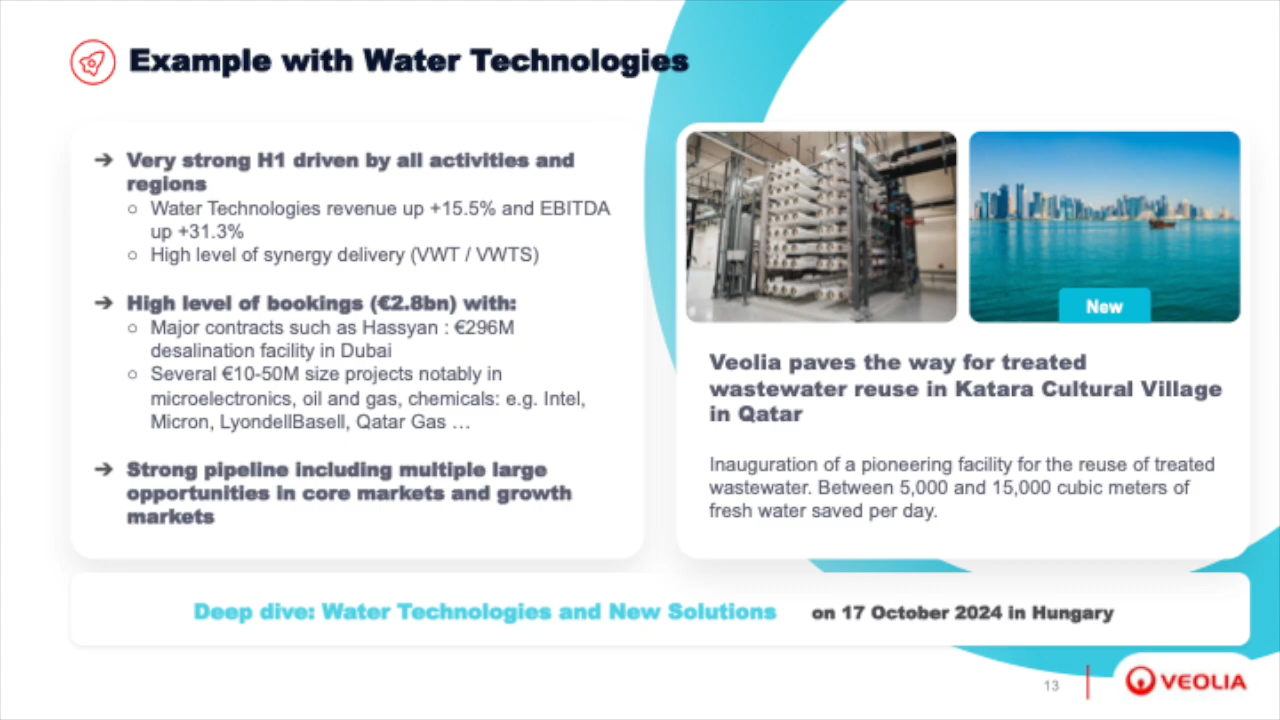 Example with Water Technologies
➔ Very strong H1 driven by all activities and
regions
○ Water Technologies revenue up +15.5% and EBITDA
up +31.3%
○ High level of synergy delivery (VWT / VWTS)
➔ High level of bookings (€2.8bn) with:
○ Major contracts such as Hassyan : €296M
desalination facility in Dubai
○ Several €10-50M size projects notably in
microelectronics, oil and gas, chemicals: e.g. Intel,
Micron, LyondellBasell, Qatar Gas …
➔ Strong pipeline including multiple large
opportunities in core markets and growth
markets
New
Veolia paves the way for treated
wastewater reuse in Katara Cultural Village
in Qatar
Inauguration of a pioneering facility for the reuse of treated
wastewater. Between 5,000 and 15,000 cubic meters of
fresh water saved per day.
Deep dive: Water Technologies and New Solutions on 17 October 2024 in Hungary
13
VEOLIA